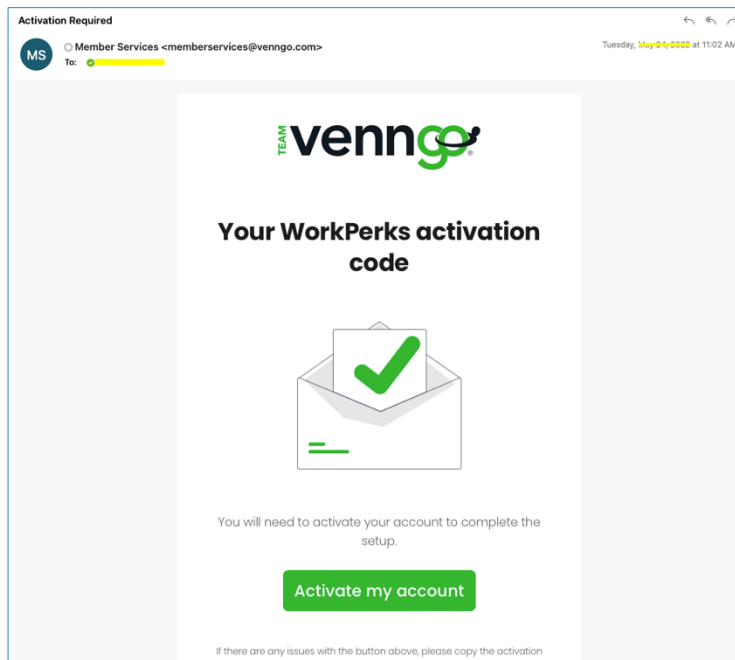 Activation Required
MS
Member Services <memberservices@venngo.com>
Tuesday, at 11:02 AM
To:
TEAM
venngo®
Your WorkPerks activation
code
You will need to activate your account to complete the
setup.
Activate my account
If there are any issues with the button above, please copy the activation